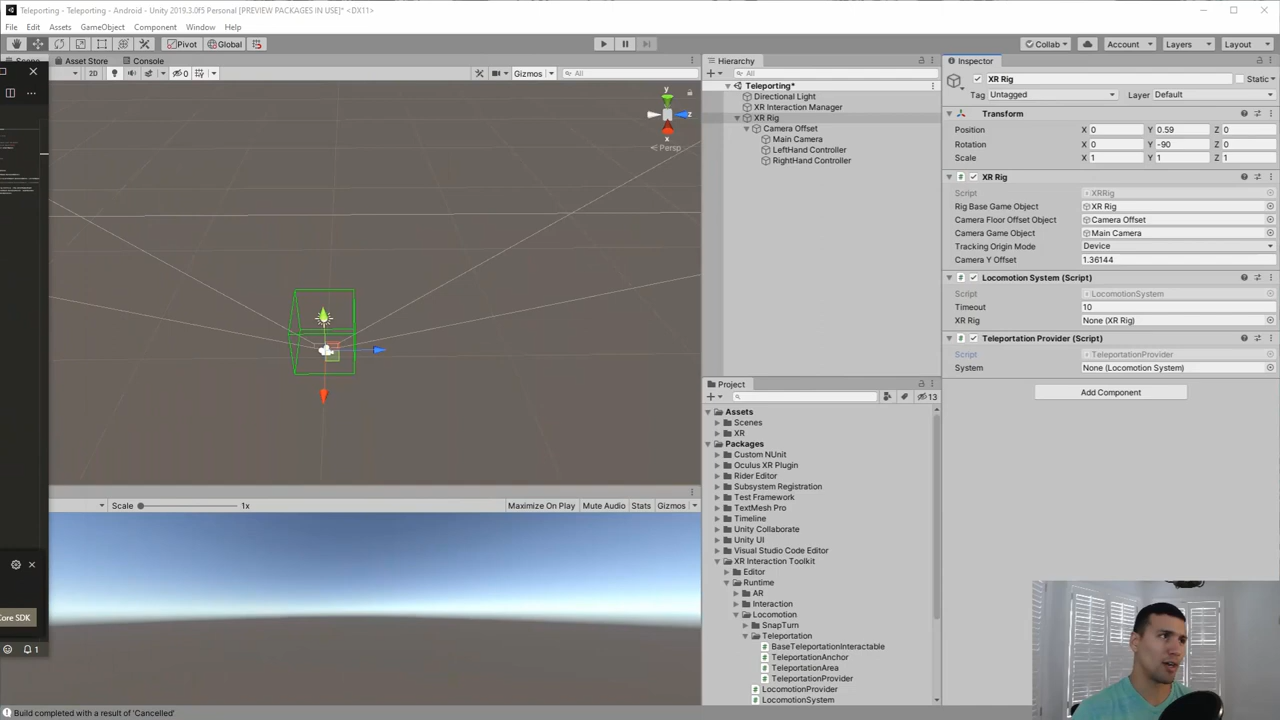 Teleporting - Teleporting - Android - Unity 2019.3.0f5 Personal [PREVIEW PACKAGES IN USE]* <DX11>
File Edit Assets GameObject Component Window Help
Pivot Global Collab Account Layers Layout
Scene Asset Store Console
2D 0 Gizmos All
y
z
x
Persp
Scale 1x Maximize On Play Mute Audio Stats Gizmos
Core SDK
1
Build completed with a result of 'Cancelled'
Hierarchy
All
Teleporting*
Directional Light
XR Interaction Manager
XR Rig
Camera Offset
Main Camera
LeftHand Controller
RightHand Controller
Project
13
Assets
Scenes
XR
Packages
Custom NUnit
Oculus XR Plugin
Rider Editor
Subsystem Registration
Test Framework
TextMesh Pro
Timeline
Unity Collaborate
Unity UI
Visual Studio Code Editor
XR Interaction Toolkit
Editor
Runtime
AR
Interaction
Locomotion
SnapTurn
Teleportation
BaseTeleportationInteractable
TeleportationAnchor
TeleportationArea
TeleportationProvider
LocomotionProvider
LocomotionSystem
Inspector
XR Rig Static
Tag Untagged Layer Default
Transform
Position X 0 Y 0.59 Z 0
Rotation X 0 Y -90 Z 0
Scale X 1 Y 1 Z 1
XR Rig
Script XRRig
Rig Base Game Object XR Rig
Camera Floor Offset Object Camera Offset
Camera Game Object Main Camera
Tracking Origin Mode Device
Camera Y Offset 1.36144
Locomotion System (Script)
Script LocomotionSystem
Timeout 10
XR Rig None (XR Rig)
Teleportation Provider (Script)
Script TeleportationProvider
System None (Locomotion System)
Add Component